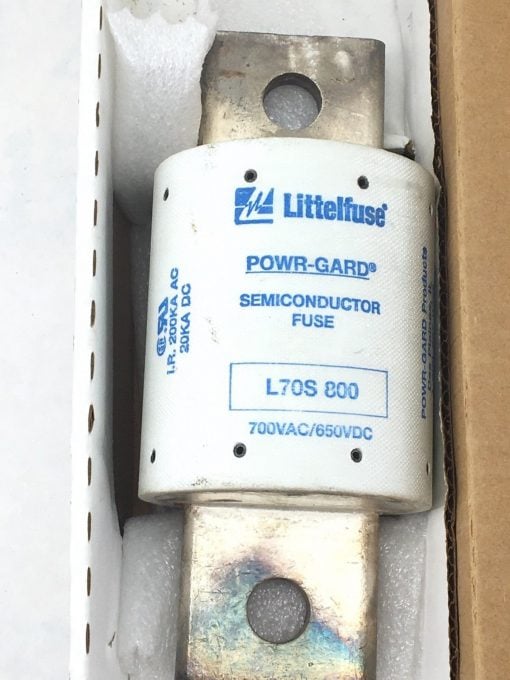 Littelfuse®
POWR-GARD®
SEMICONDUCTOR
FUSE
L70S 800
700VAC/650VDC
I.R. 200KA AC
20KA DC
POWR-GARD Products